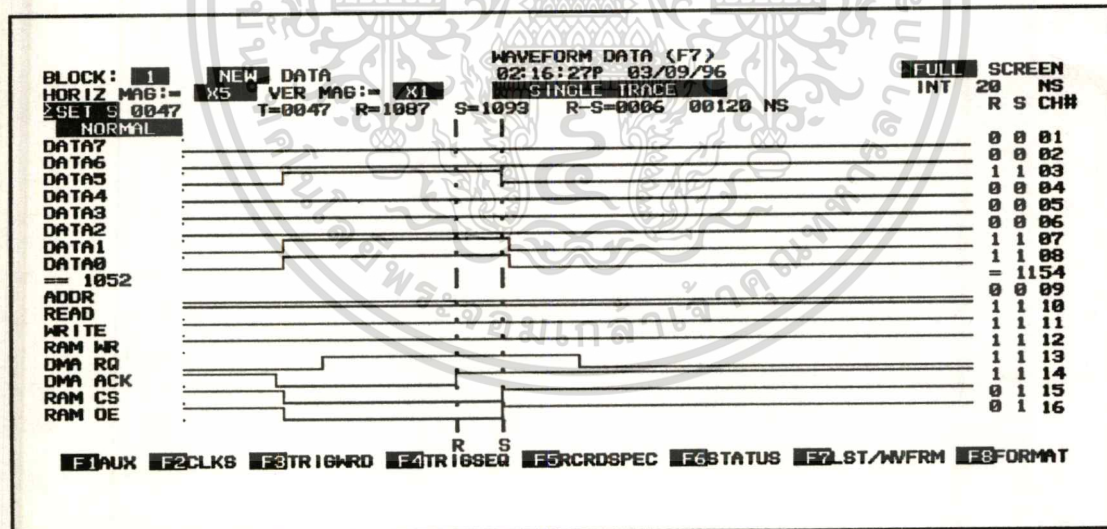 WAVEFORM DATA (F7)
BLOCK: 1 NEW DATA 02:16:27P 03/09/96 FULL SCREEN
HORIZ MAG:= X5 VER MAG:= /X1 SINGLE TRACE INT 20 NS
SET S 0047 T=0047 R=1087 S=1093 R-S=0006 00120 NS R S CH#
NORMAL
DATA7 0 0 01
DATA6 0 0 02
DATA5 1 1 03
DATA4 0 0 04
DATA3 0 0 05
DATA2 0 0 06
DATA1 1 1 07
DATA0 1 1 08
== 1052 = 1154
ADDR 0 0 09
READ 1 1 10
WRITE 1 1 11
RAM WR 1 1 12
DMA RQ 1 1 13
DMA ACK 1 1 14
RAM CS 0 1 15
RAM OE 0 1 16
R S
F1AUX F2CLKS F3TRIGWRD F4TRIGSEQ F5RCRDSPEC F6STATUS F7LST/WVFRM F8FORMAT